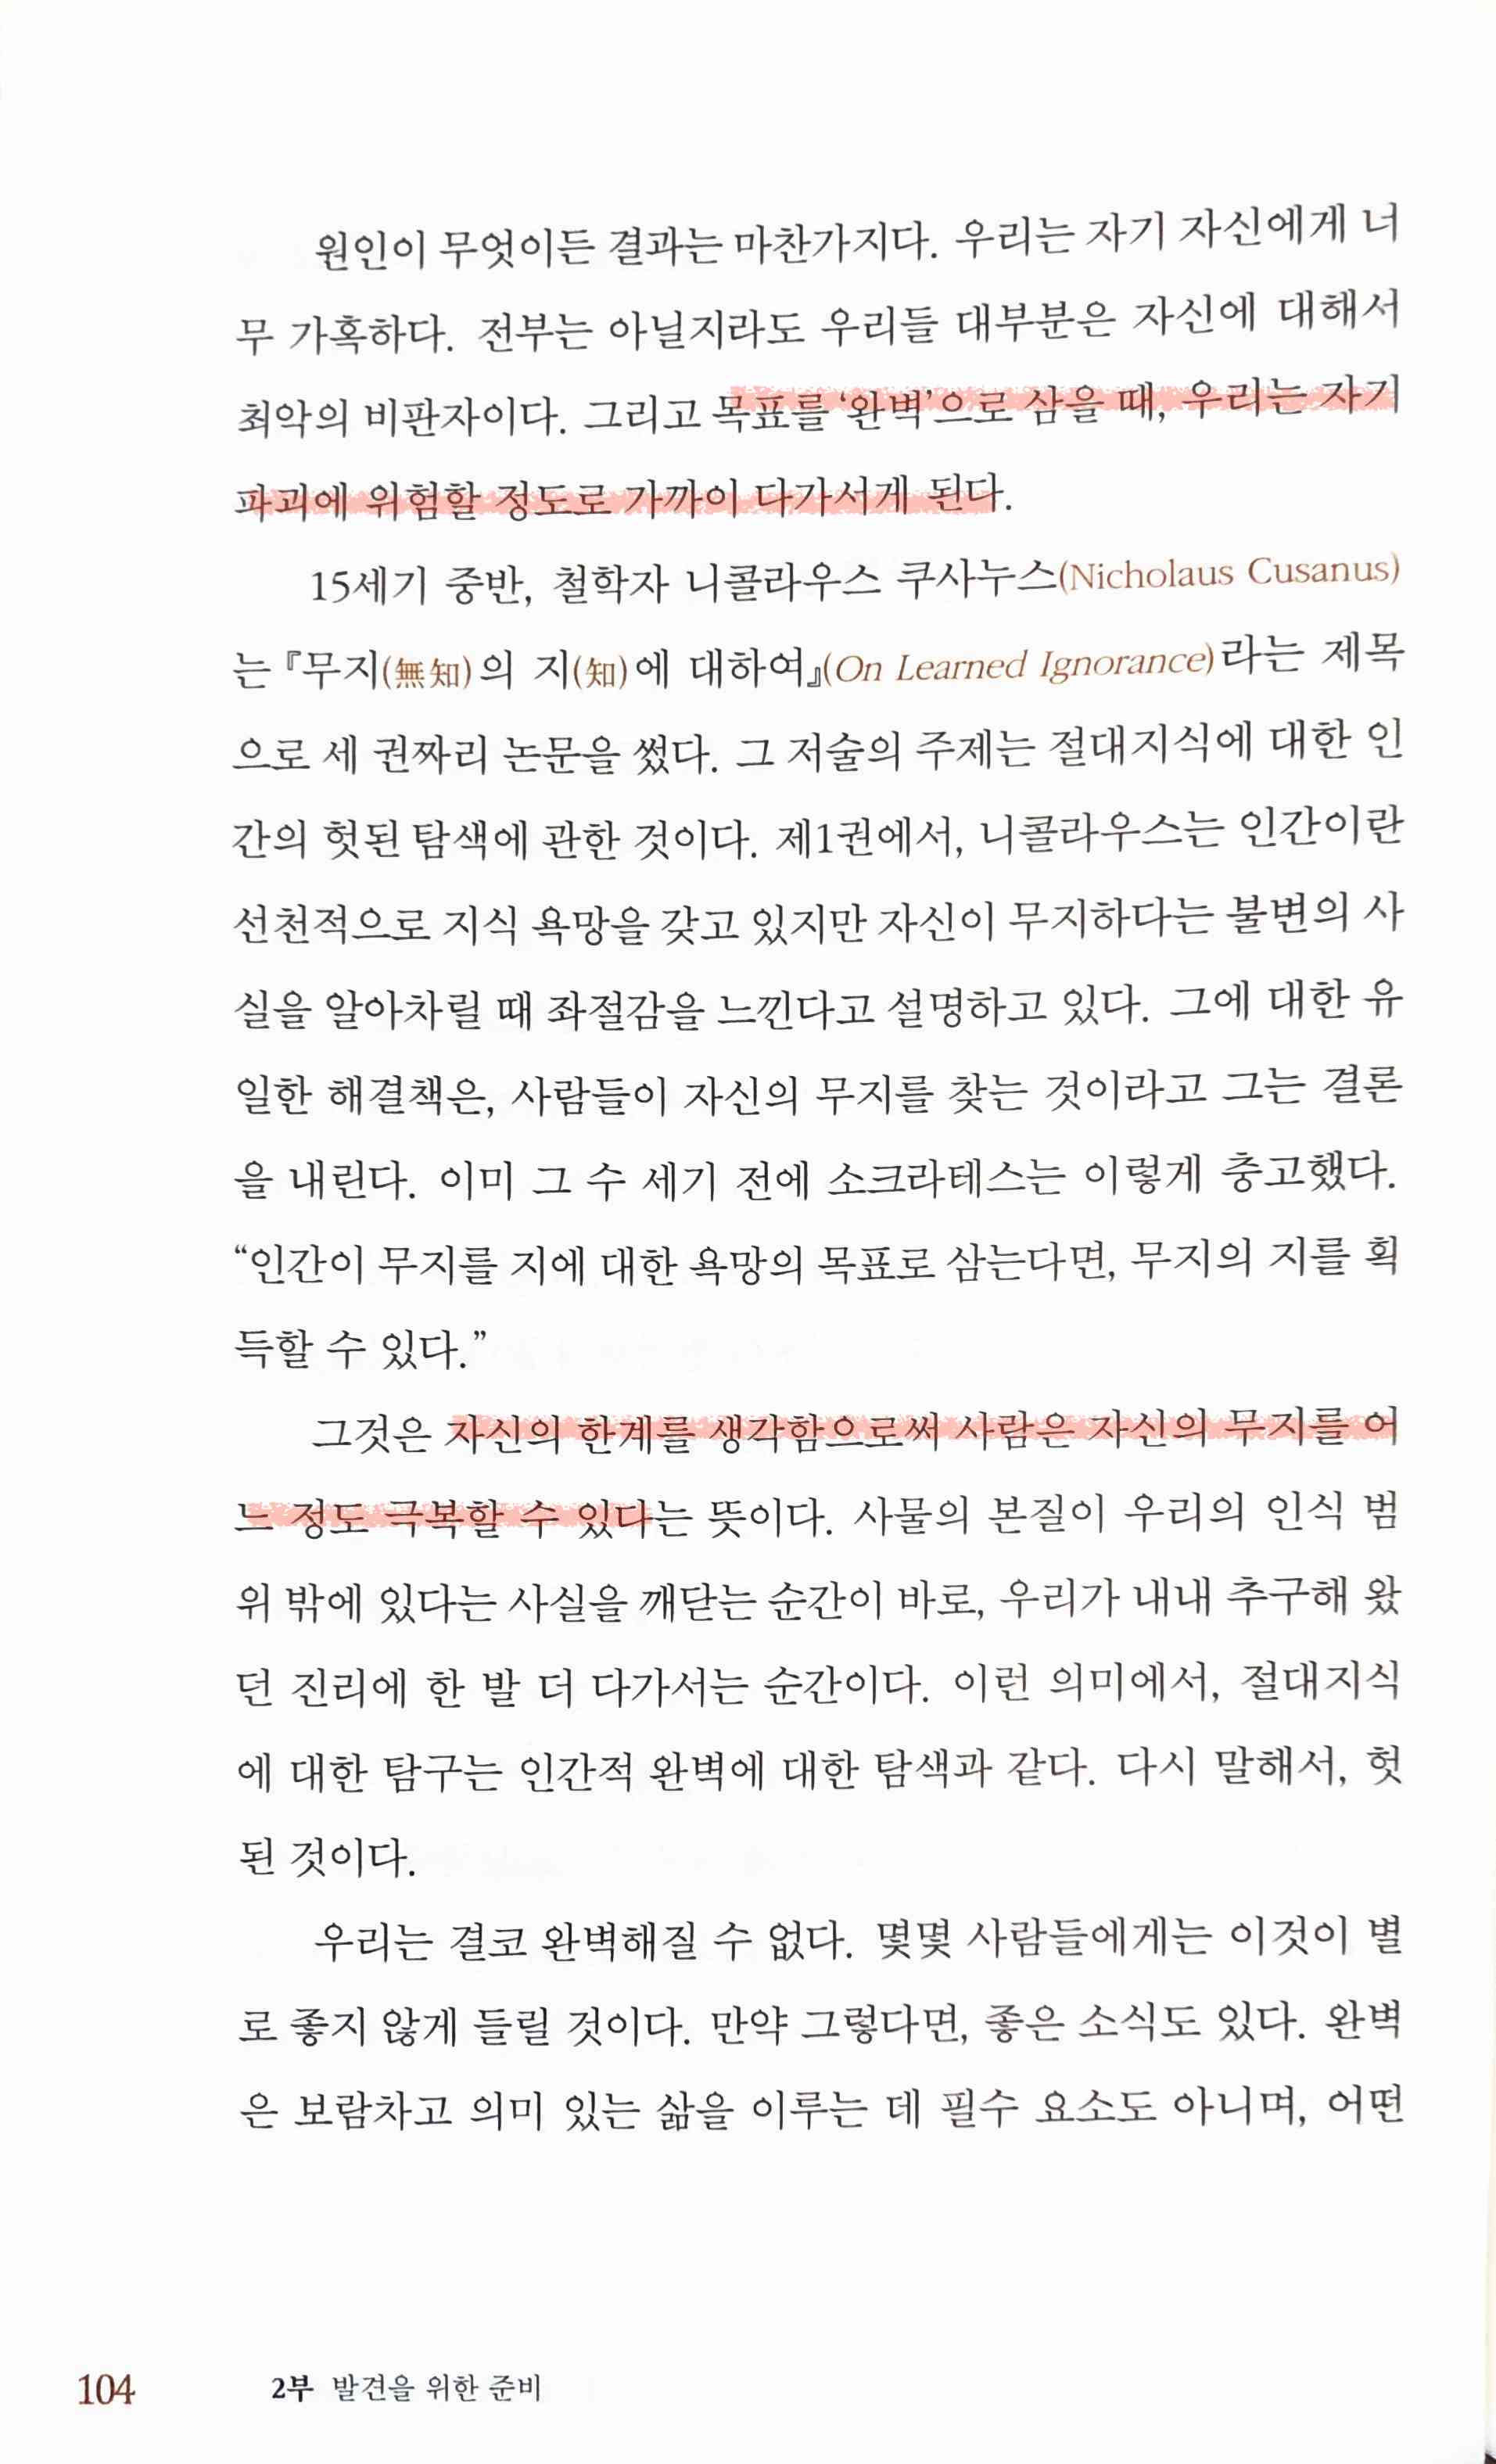 원인이 무엇이든 결과는 마찬가지다. 우리는 자기 자신에게 너
무 가혹하다. 전부는 아닐지라도 우리들 대부분은 자신에 대해서
최악의 비판자이다. 그리고 목표를 ‘완벽’으로 삼을 때, 우리는 자기
파괴에 위험할 정도로 가까이 다가서게 된다.
15세기 중반, 철학자 니콜라우스 쿠사누스(Nicholaus Cusanus)
는 『무지(無知)의 지(知)에 대하여』(On Learned Ignorance)라는 제목
으로 세 권짜리 논문을 썼다. 그 저술의 주제는 절대지식에 대한 인
간의 헛된 탐색에 관한 것이다. 제1권에서, 니콜라우스는 인간이란
선천적으로 지식 욕망을 갖고 있지만 자신이 무지하다는 불변의 사
실을 알아차릴 때 좌절감을 느낀다고 설명하고 있다. 그에 대한 유
일한 해결책은, 사람들이 자신의 무지를 찾는 것이라고 그는 결론
을 내린다. 이미 그 수 세기 전에 소크라테스는 이렇게 충고했다.
“인간이 무지를 지에 대한 욕망의 목표로 삼는다면, 무지의 지를 획
득할 수 있다.”
그것은 자신의 한계를 생각함으로써 사람은 자신의 무지를 어
느 정도 극복할 수 있다는 뜻이다. 사물의 본질이 우리의 인식 범
위 밖에 있다는 사실을 깨닫는 순간이 바로, 우리가 내내 추구해 왔
던 진리에 한 발 더 다가서는 순간이다. 이런 의미에서, 절대지식
에 대한 탐구는 인간적 완벽에 대한 탐색과 같다. 다시 말해서, 헛
된 것이다.
우리는 결코 완벽해질 수 없다. 몇몇 사람들에게는 이것이 별
로 좋지 않게 들릴 것이다. 만약 그렇다면, 좋은 소식도 있다. 완벽
은 보람차고 의미 있는 삶을 이루는 데 필수 요소도 아니며, 어떤
104 2부 발견을 위한 준비